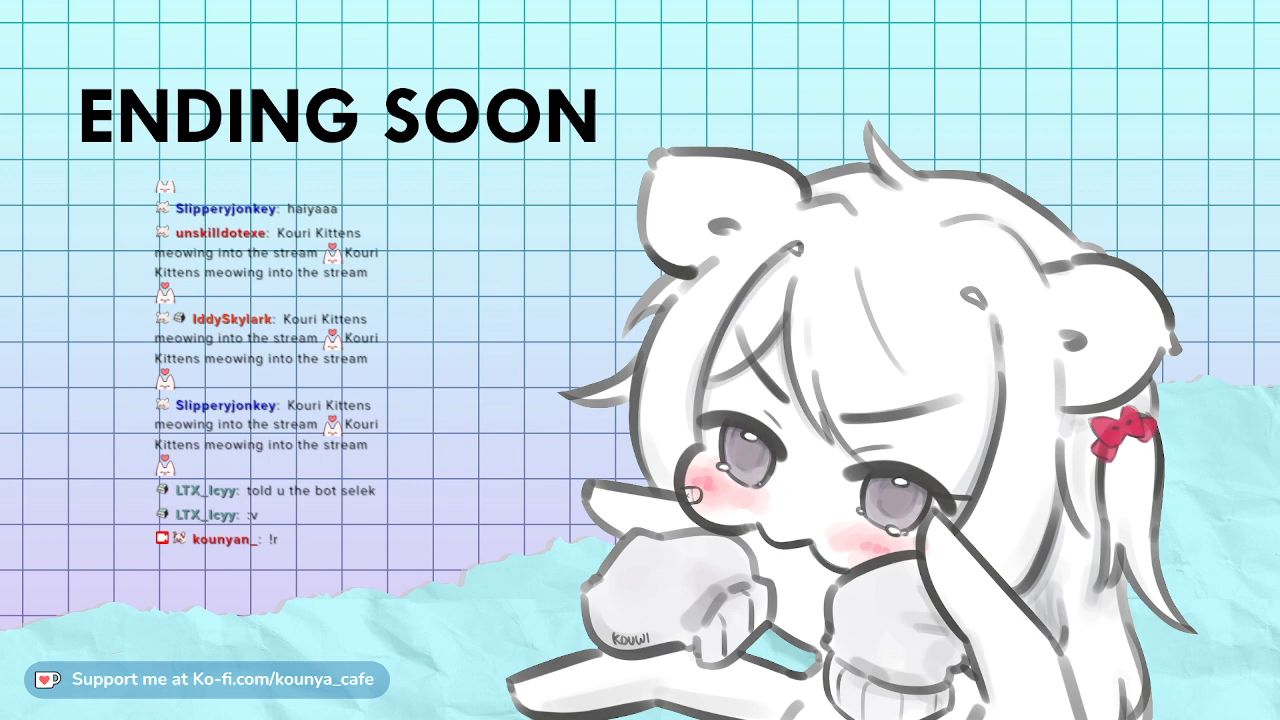 ENDING SOON
Slipperyjonkey: haiyaaa
unskilldotexe: Kouri Kittens
meowing into the stream Kouri
Kittens meowing into the stream
IddySkylark: Kouri Kittens
meowing into the stream Kouri
Kittens meowing into the stream
Slipperyjonkey: Kouri Kittens
meowing into the stream Kouri
Kittens meowing into the stream
LTX_Icyy: told u the bot selek
LTX_Icyy: :v
kounyan_: !r
KOUWI
Support me at Ko-fi.com/kounya_cafe